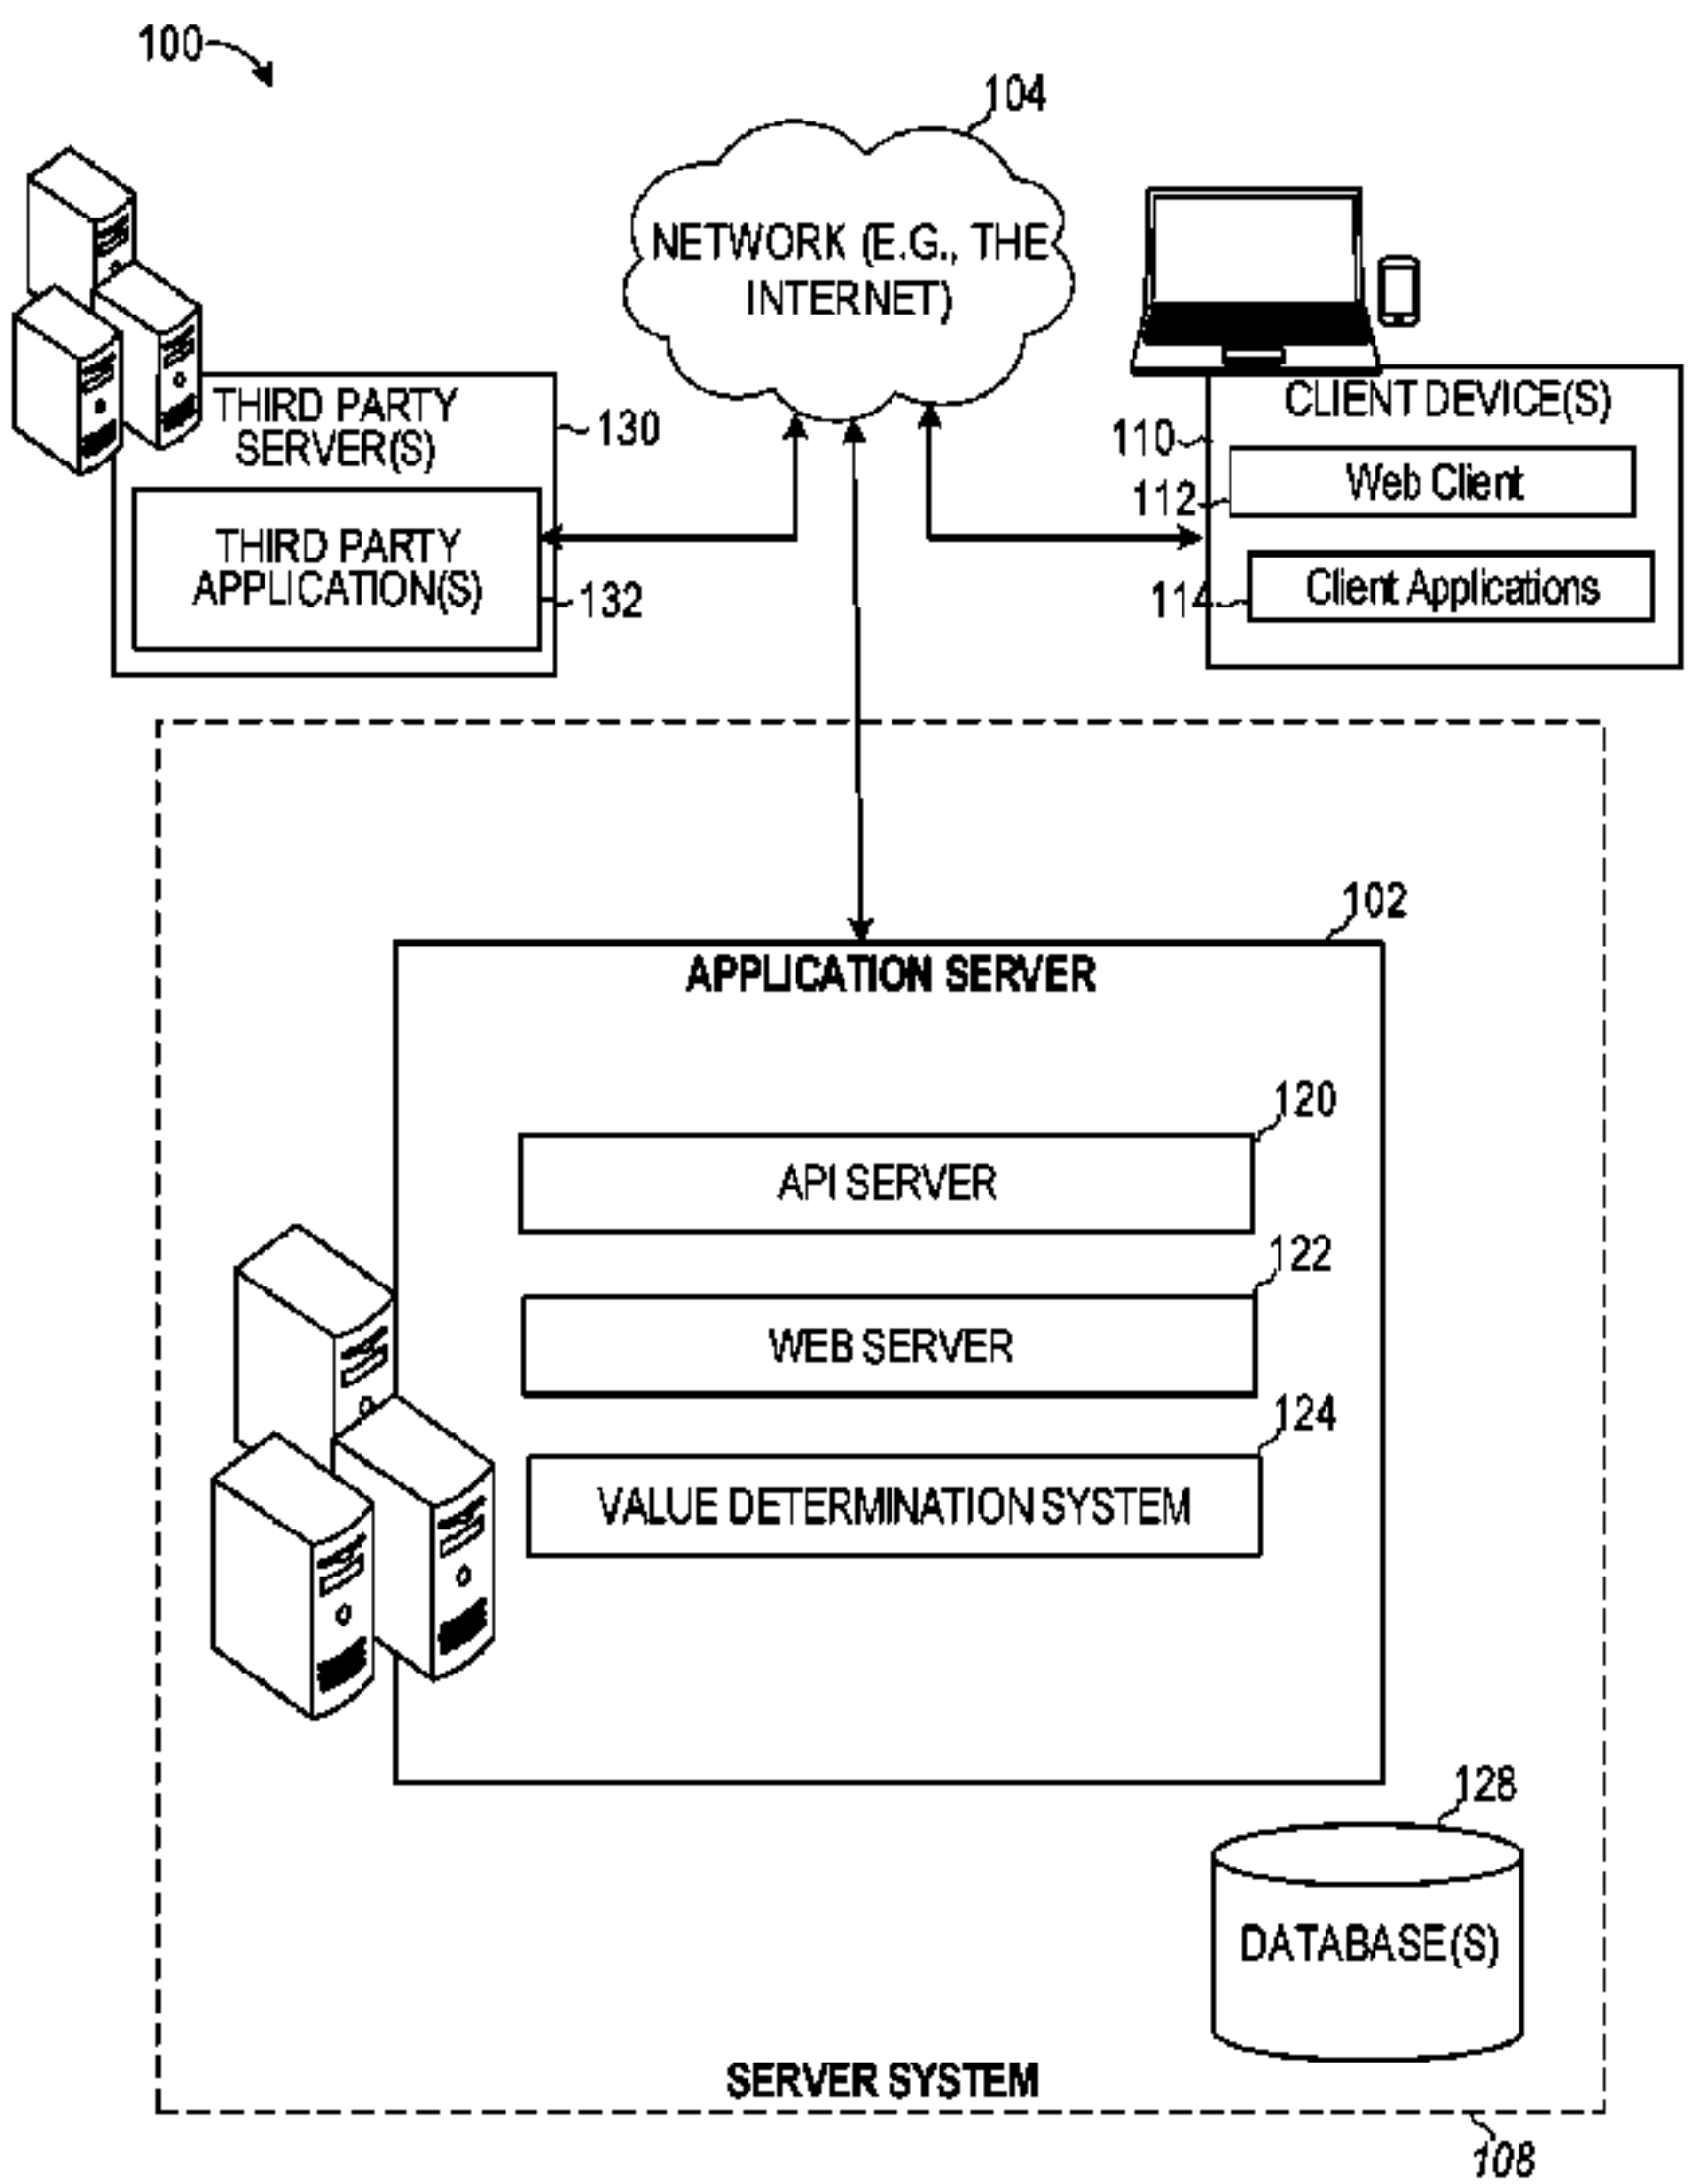 100
104
NETWORK (E.G., THE
INTERNET)
THIRD PARTY
SERVER(S)
130
THIRD PARTY
APPLICATION(S)
132
CLIENT DEVICE(S)
110
Web Client
112
Client Applications
114
102
APPLICATION SERVER
120
API SERVER
122
WEB SERVER
124
VALUE DETERMINATION SYSTEM
128
DATABASE(S)
SERVER SYSTEM
108